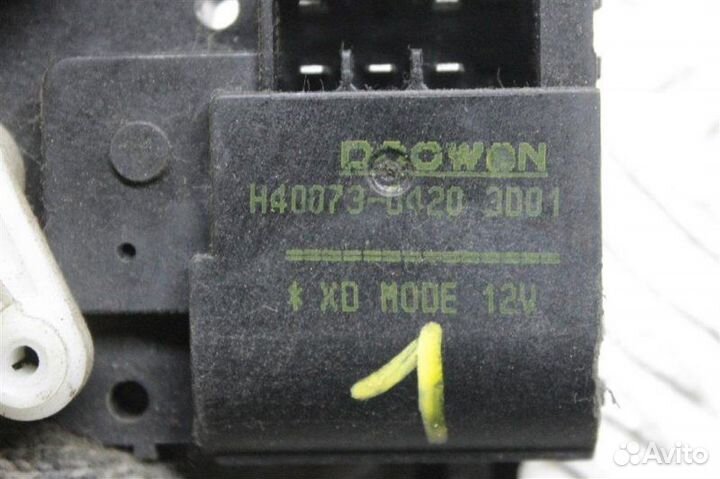 DOOWON
H40073-0420 3D01
* XD MODE 12V
1
Avito